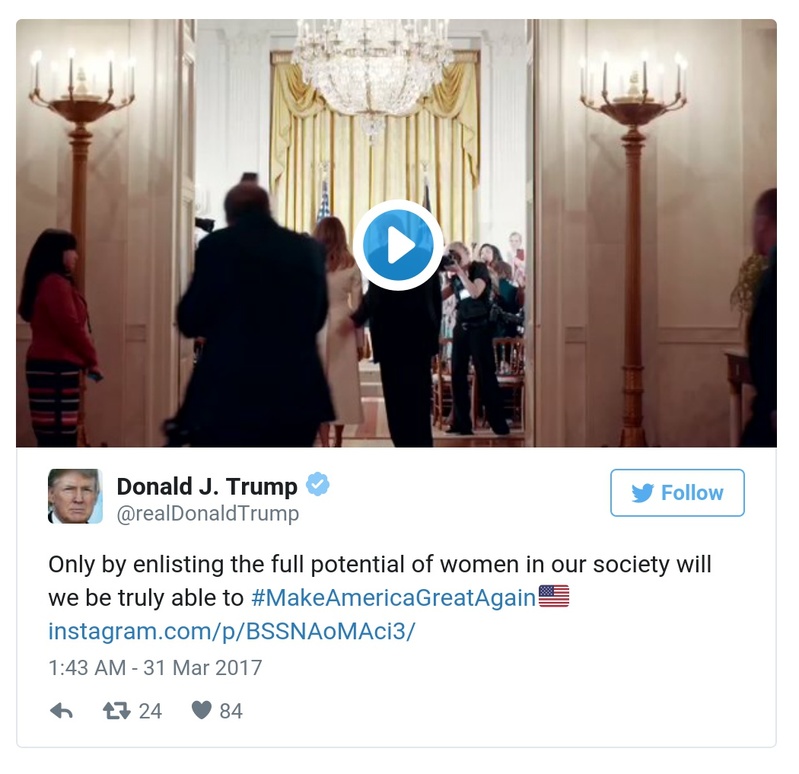 Donald J. Trump
@realDonaldTrump
Follow
Only by enlisting the full potential of women in our society will
we be truly able to #MakeAmericaGreatAgain🇺🇸
instagram.com/p/BSSNAoMAci3/
1:43 AM - 31 Mar 2017
24 84